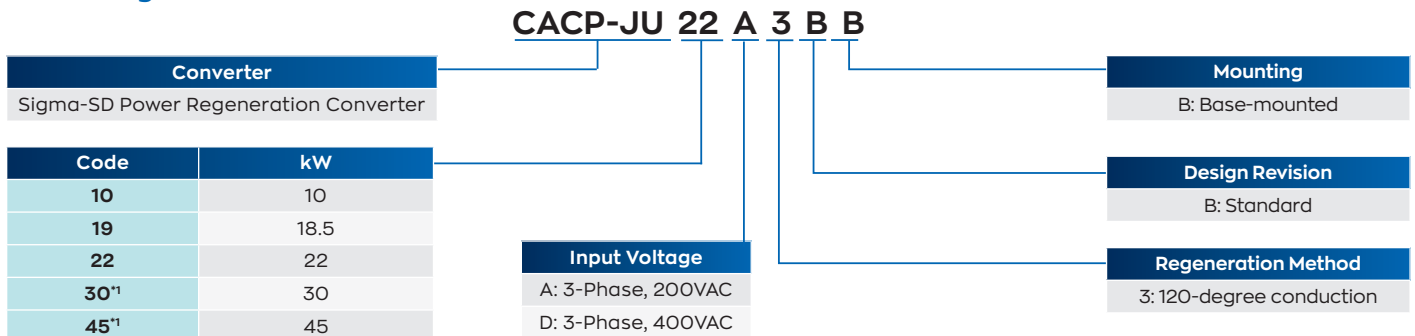 CACP-JU 22 A 3 B B
Converter
Sigma-SD Power Regeneration Converter
Code kW
10 10
19 18.5
22 22
30*1 30
45*1 45
Input Voltage
A: 3-Phase, 200VAC
D: 3-Phase, 400VAC
Mounting
B: Base-mounted
Design Revision
B: Standard
Regeneration Method
3: 120-degree conduction